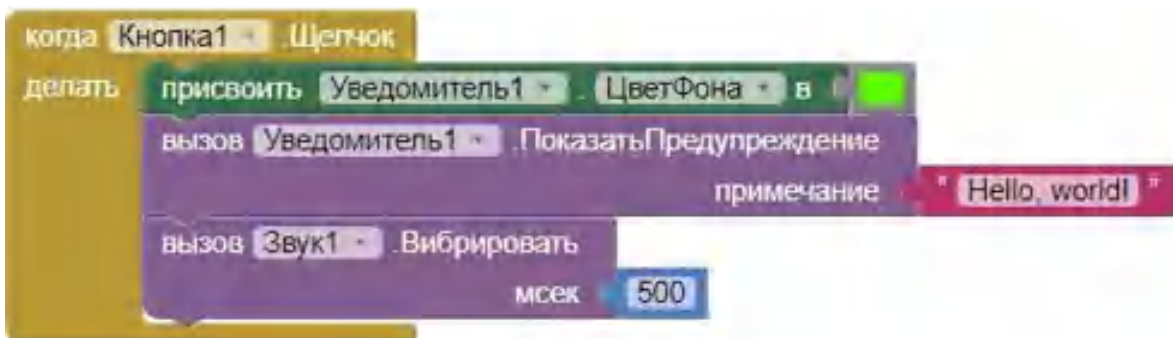 когда Кнопка1 .Щелчок
делать присвоить Уведомитель1 . ЦветФона в
вызов Уведомитель1 .ПоказатьПредупреждение
примечание " Hello, world! "
вызов Звук1 .Вибрировать
мсек 500